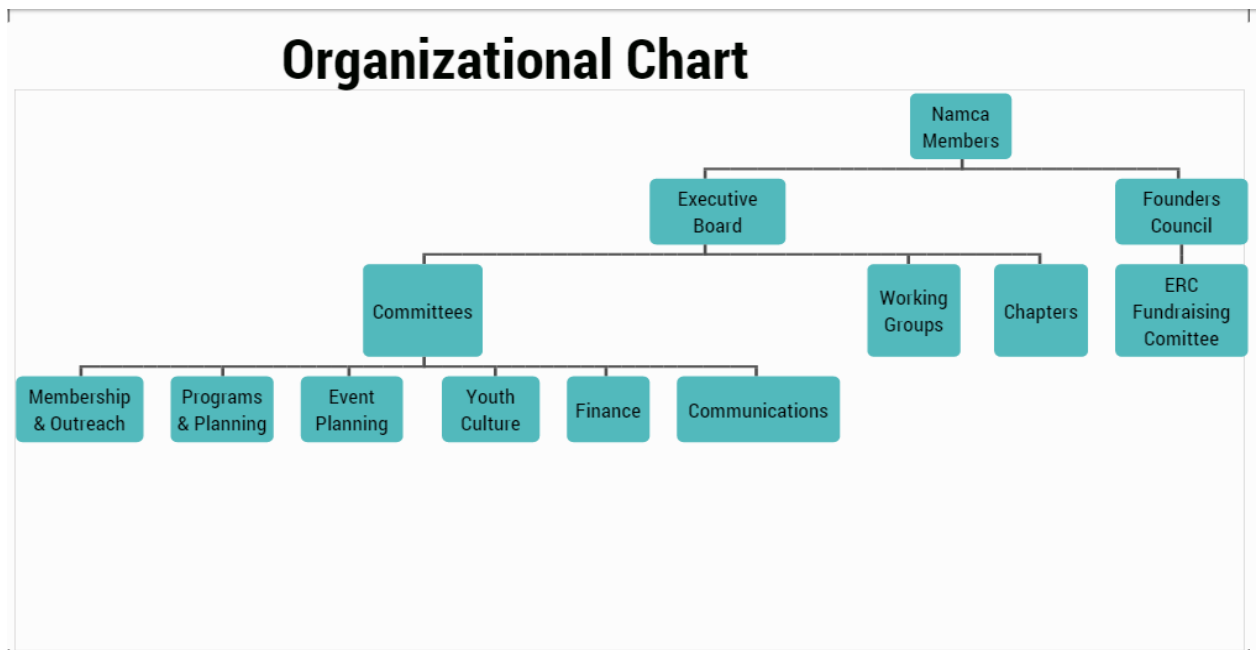 Organizational Chart
Namca
Members
Executive
Board
Founders
Council
Committees
Working
Groups
Chapters
ERC
Fundraising
Comittee
Membership
& Outreach
Programs
& Planning
Event
Planning
Youth
Culture
Finance
Communications